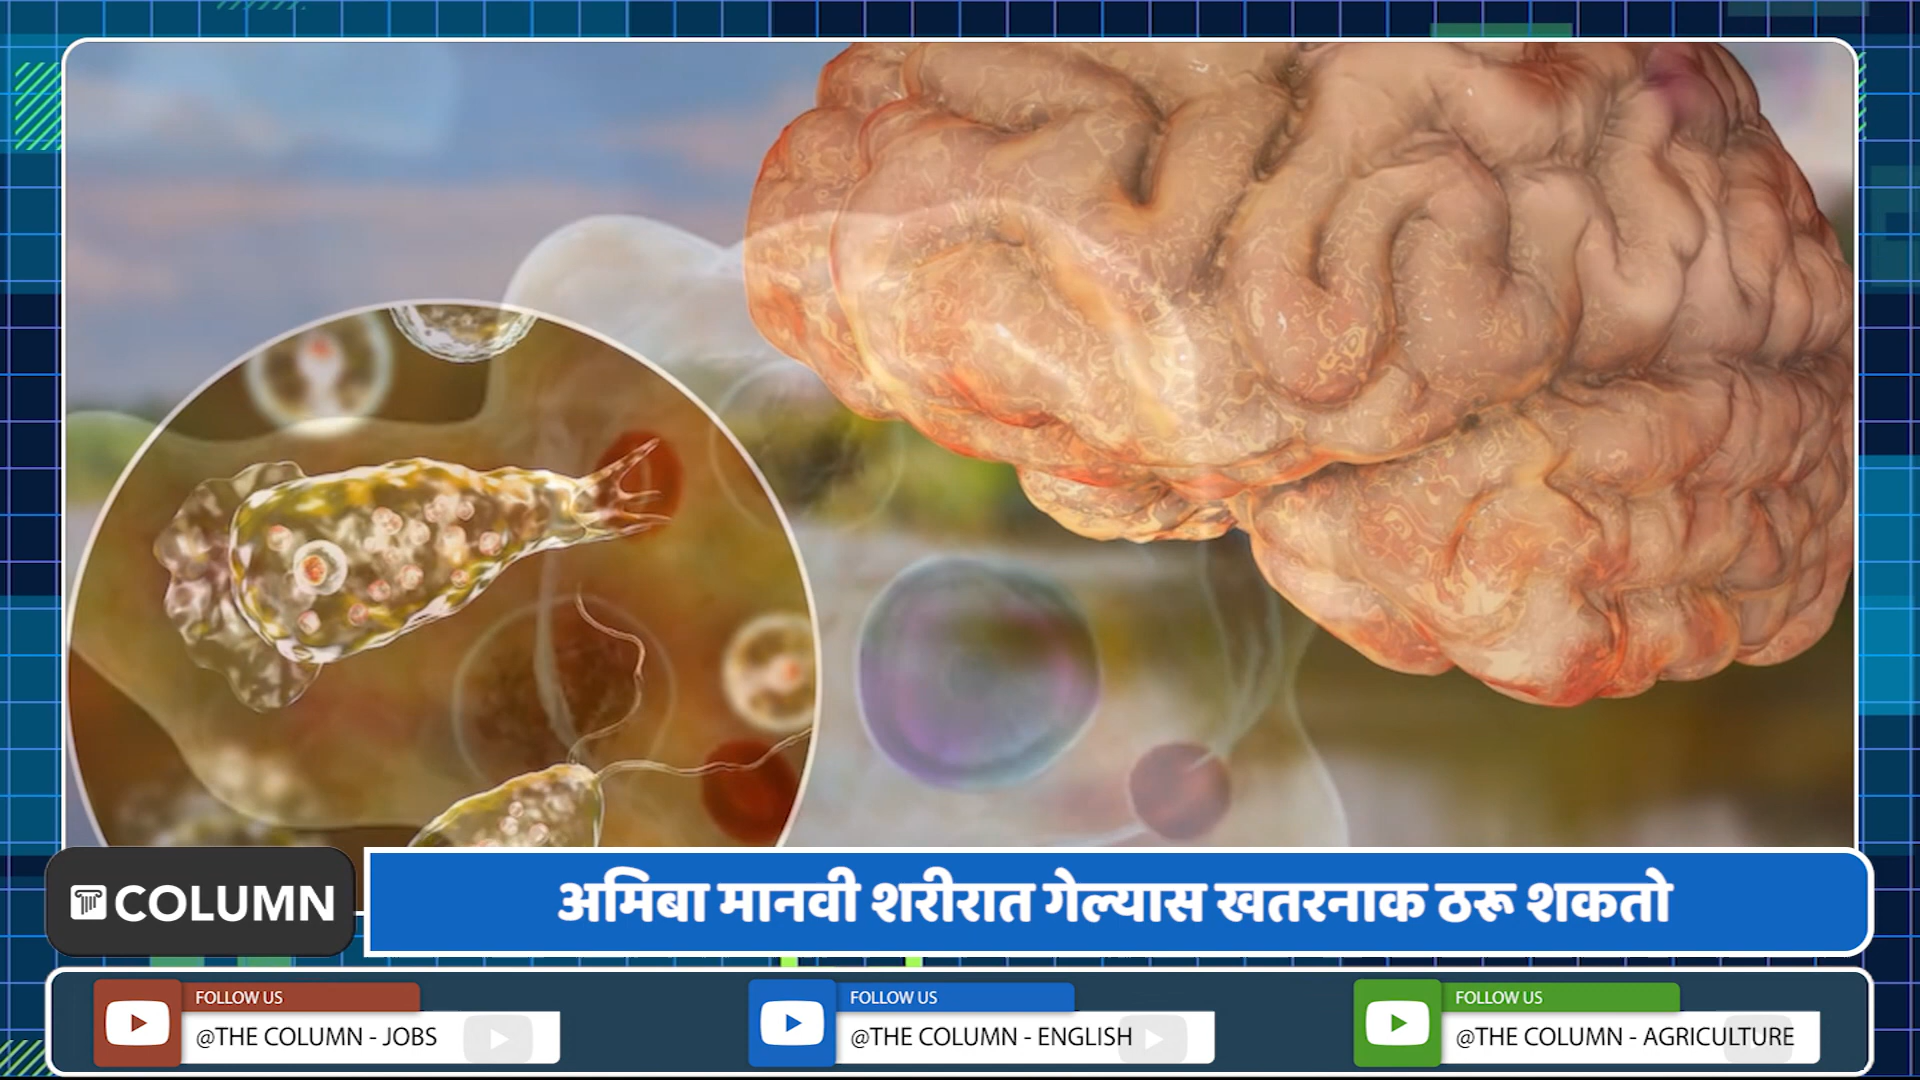 COLUMN
अमिबा मानवी शरीरात गेल्यास खतरनाक ठरू शकतो
FOLLOW US
@THE COLUMN - JOBS
FOLLOW US
@THE COLUMN - ENGLISH
FOLLOW US
@THE COLUMN - AGRICULTURE